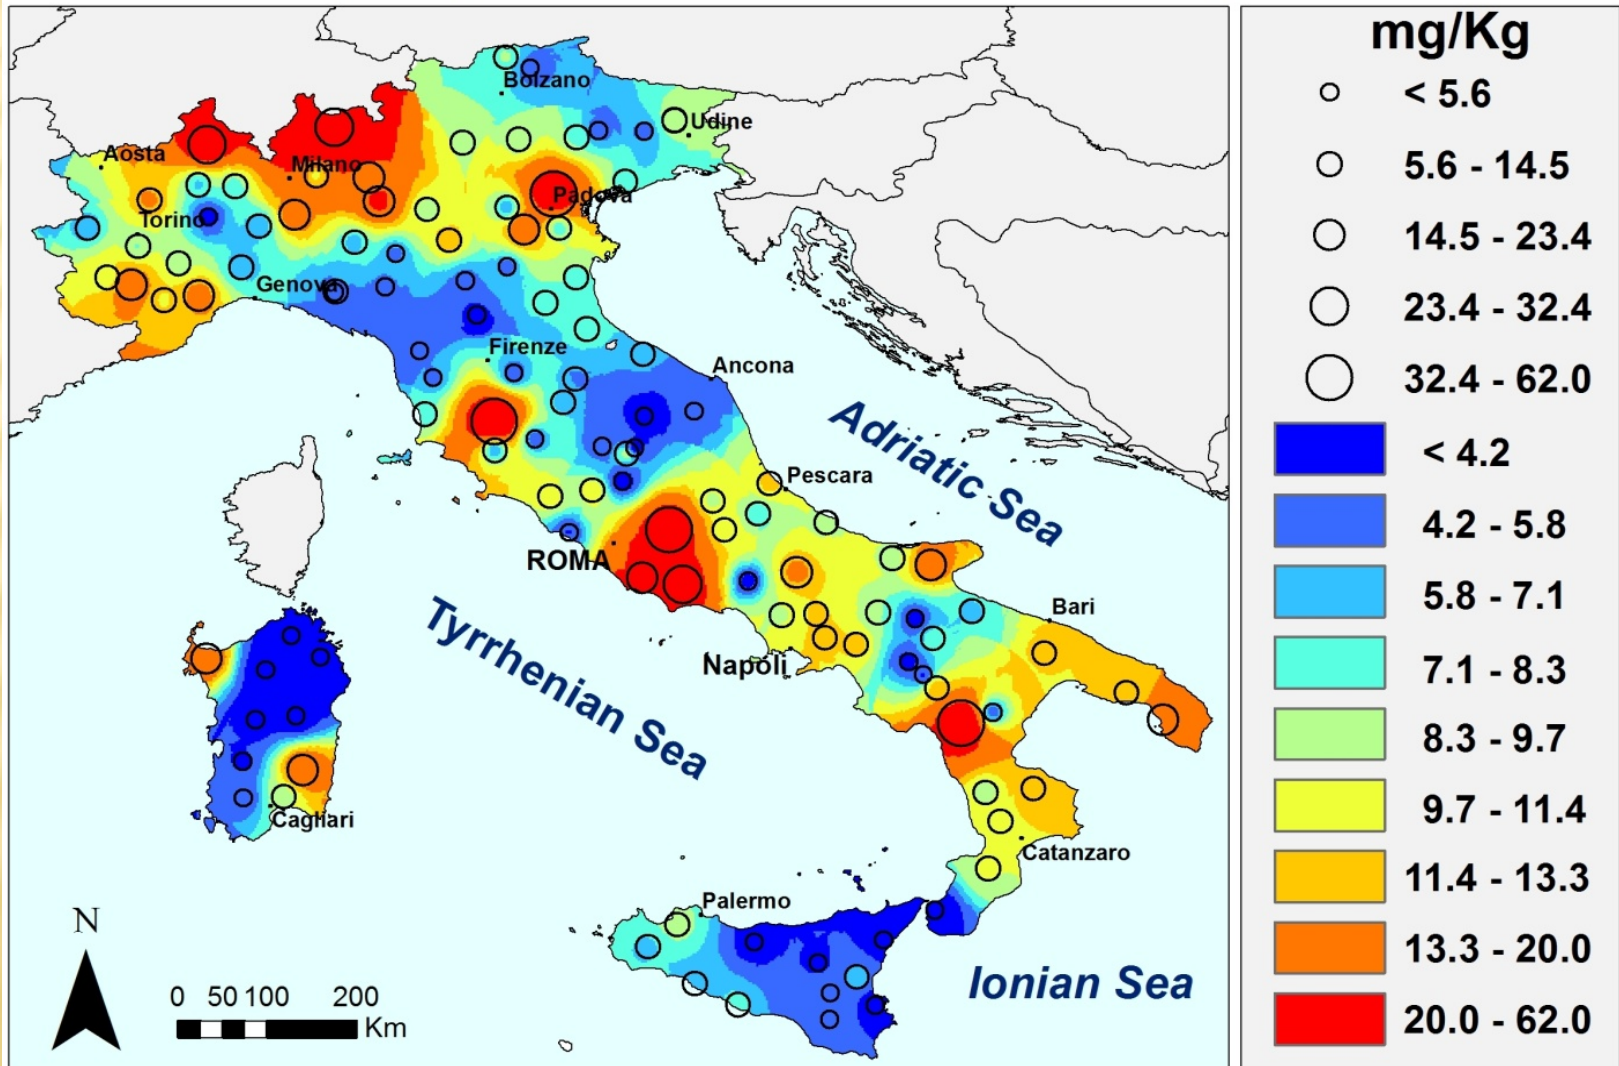 Bolzano
Udine
Aosta
Milano
Padova
Torino
Genova
Firenze
Ancona
Adriatic Sea
Pescara
ROMA
Bari
Napoli
Tyrrhenian Sea
Cagliari
Catanzaro
Palermo
Ionian Sea
N
0 50 100 200
Km
mg/Kg
< 5.6
5.6 - 14.5
14.5 - 23.4
23.4 - 32.4
32.4 - 62.0
< 4.2
4.2 - 5.8
5.8 - 7.1
7.1 - 8.3
8.3 - 9.7
9.7 - 11.4
11.4 - 13.3
13.3 - 20.0
20.0 - 62.0